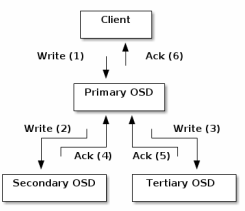 Client
Write (1) Ack (6)
Primary OSD
Write (2) Write (3)
Ack (4) Ack (5)
Secondary OSD Tertiary OSD